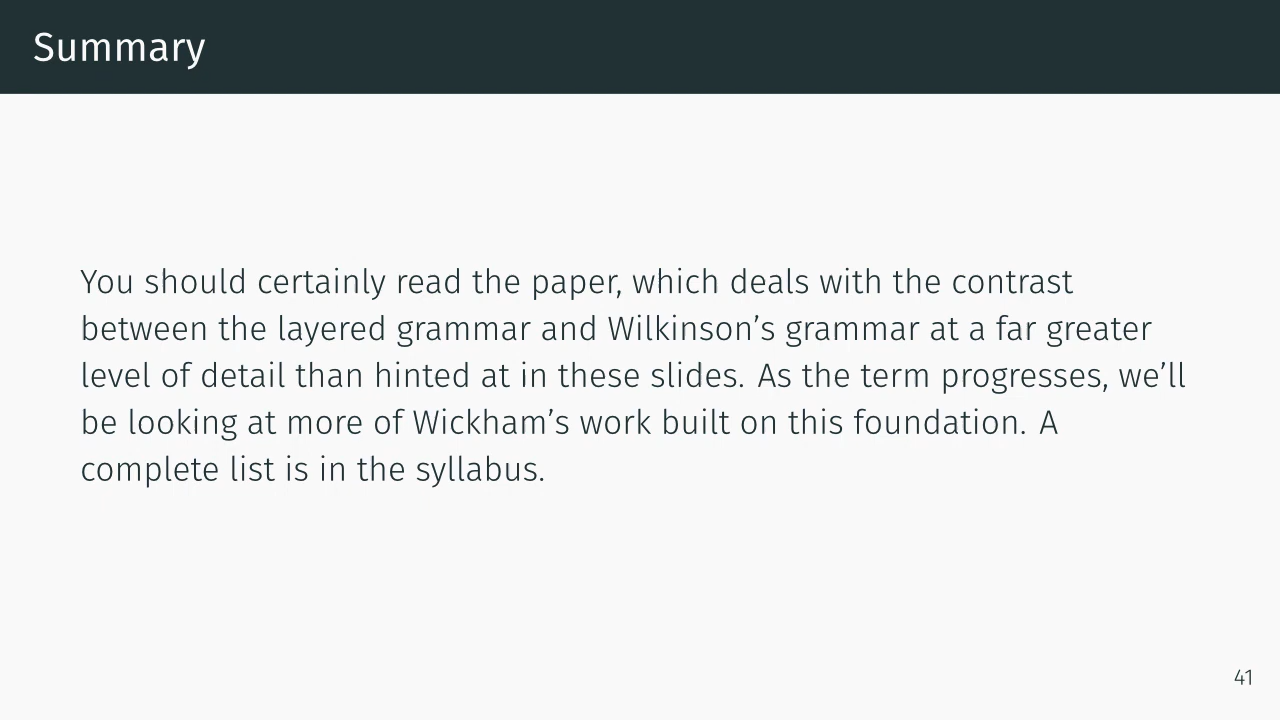 Summary
You should certainly read the paper, which deals with the contrast
between the layered grammar and Wilkinson’s grammar at a far greater
level of detail than hinted at in these slides. As the term progresses, we’ll
be looking at more of Wickham’s work built on this foundation. A
complete list is in the syllabus.
41